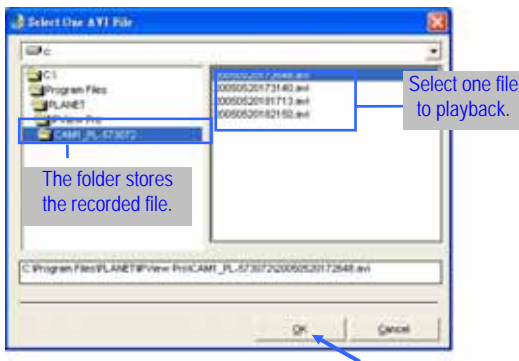 Select One AVI File
c:
C:\
Program Files
PLANET
IPView Pro
CAM1_PL-573072
20050520172648.avi
20050520173140.avi
20050520181713.avi
20050520182150.avi
Select one file
to playback.
The folder stores
the recorded file.
C:\Program Files\PLANET\IPView Pro\CAM1_PL-573072\20050520172648.avi
OK
Cancel